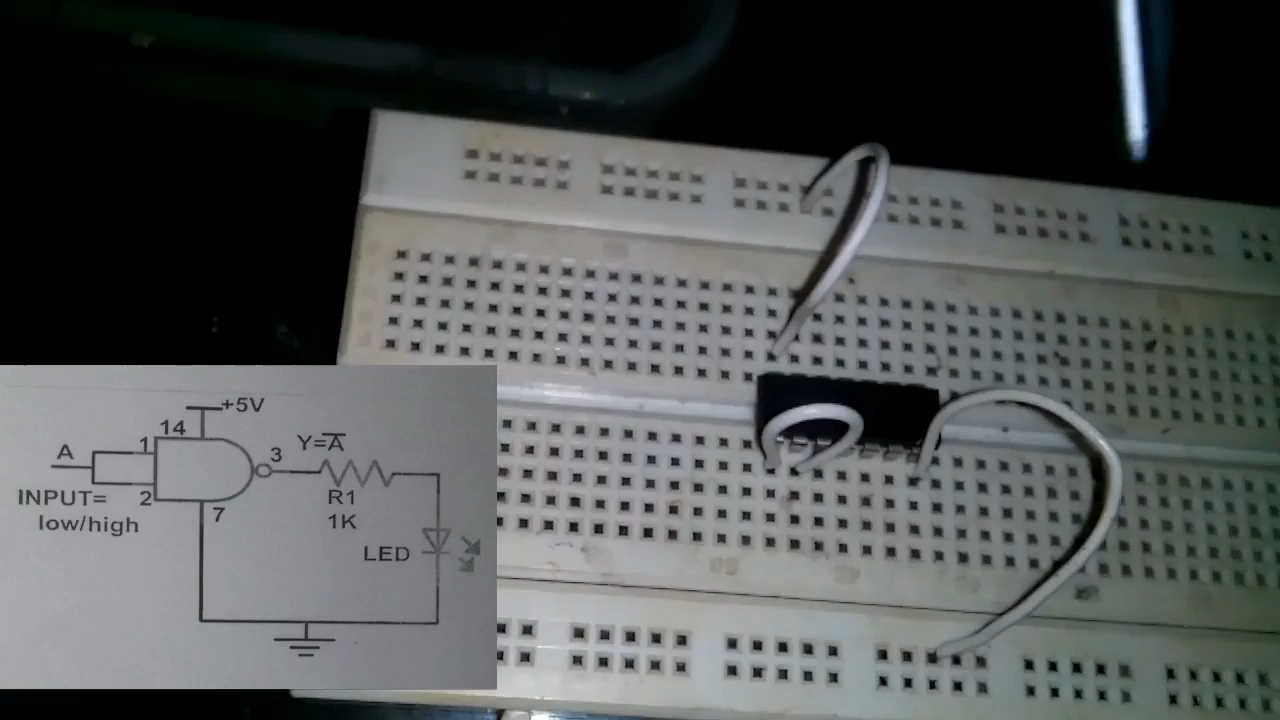 +5V
14
A
1
Y=A̅
3
INPUT=
2
R1
low/high
7
1K
LED